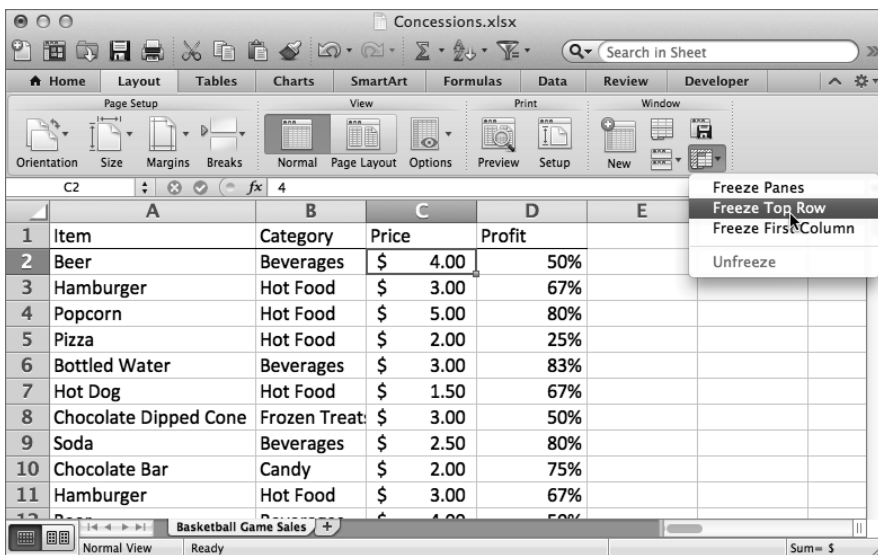 Concessions.xlsx
Search in Sheet
Home Layout Tables Charts SmartArt Formulas Data Review Developer
Page Setup View Print Window
Orientation Size Margins Breaks Normal Page Layout Options Preview Setup New
Freeze Panes
Freeze Top Row
Freeze First Column
Unfreeze
C2 fx 4
A B C D E
1 Item Category Price Profit
2 Beer Beverages $ 4.00 50%
3 Hamburger Hot Food $ 3.00 67%
4 Popcorn Hot Food $ 5.00 80%
5 Pizza Hot Food $ 2.00 25%
6 Bottled Water Beverages $ 3.00 83%
7 Hot Dog Hot Food $ 1.50 67%
8 Chocolate Dipped Cone Frozen Treat $ 3.00 50%
9 Soda Beverages $ 2.50 80%
10 Chocolate Bar Candy $ 2.00 75%
11 Hamburger Hot Food $ 3.00 67%
Basketball Game Sales +
Normal View Ready Sum= $